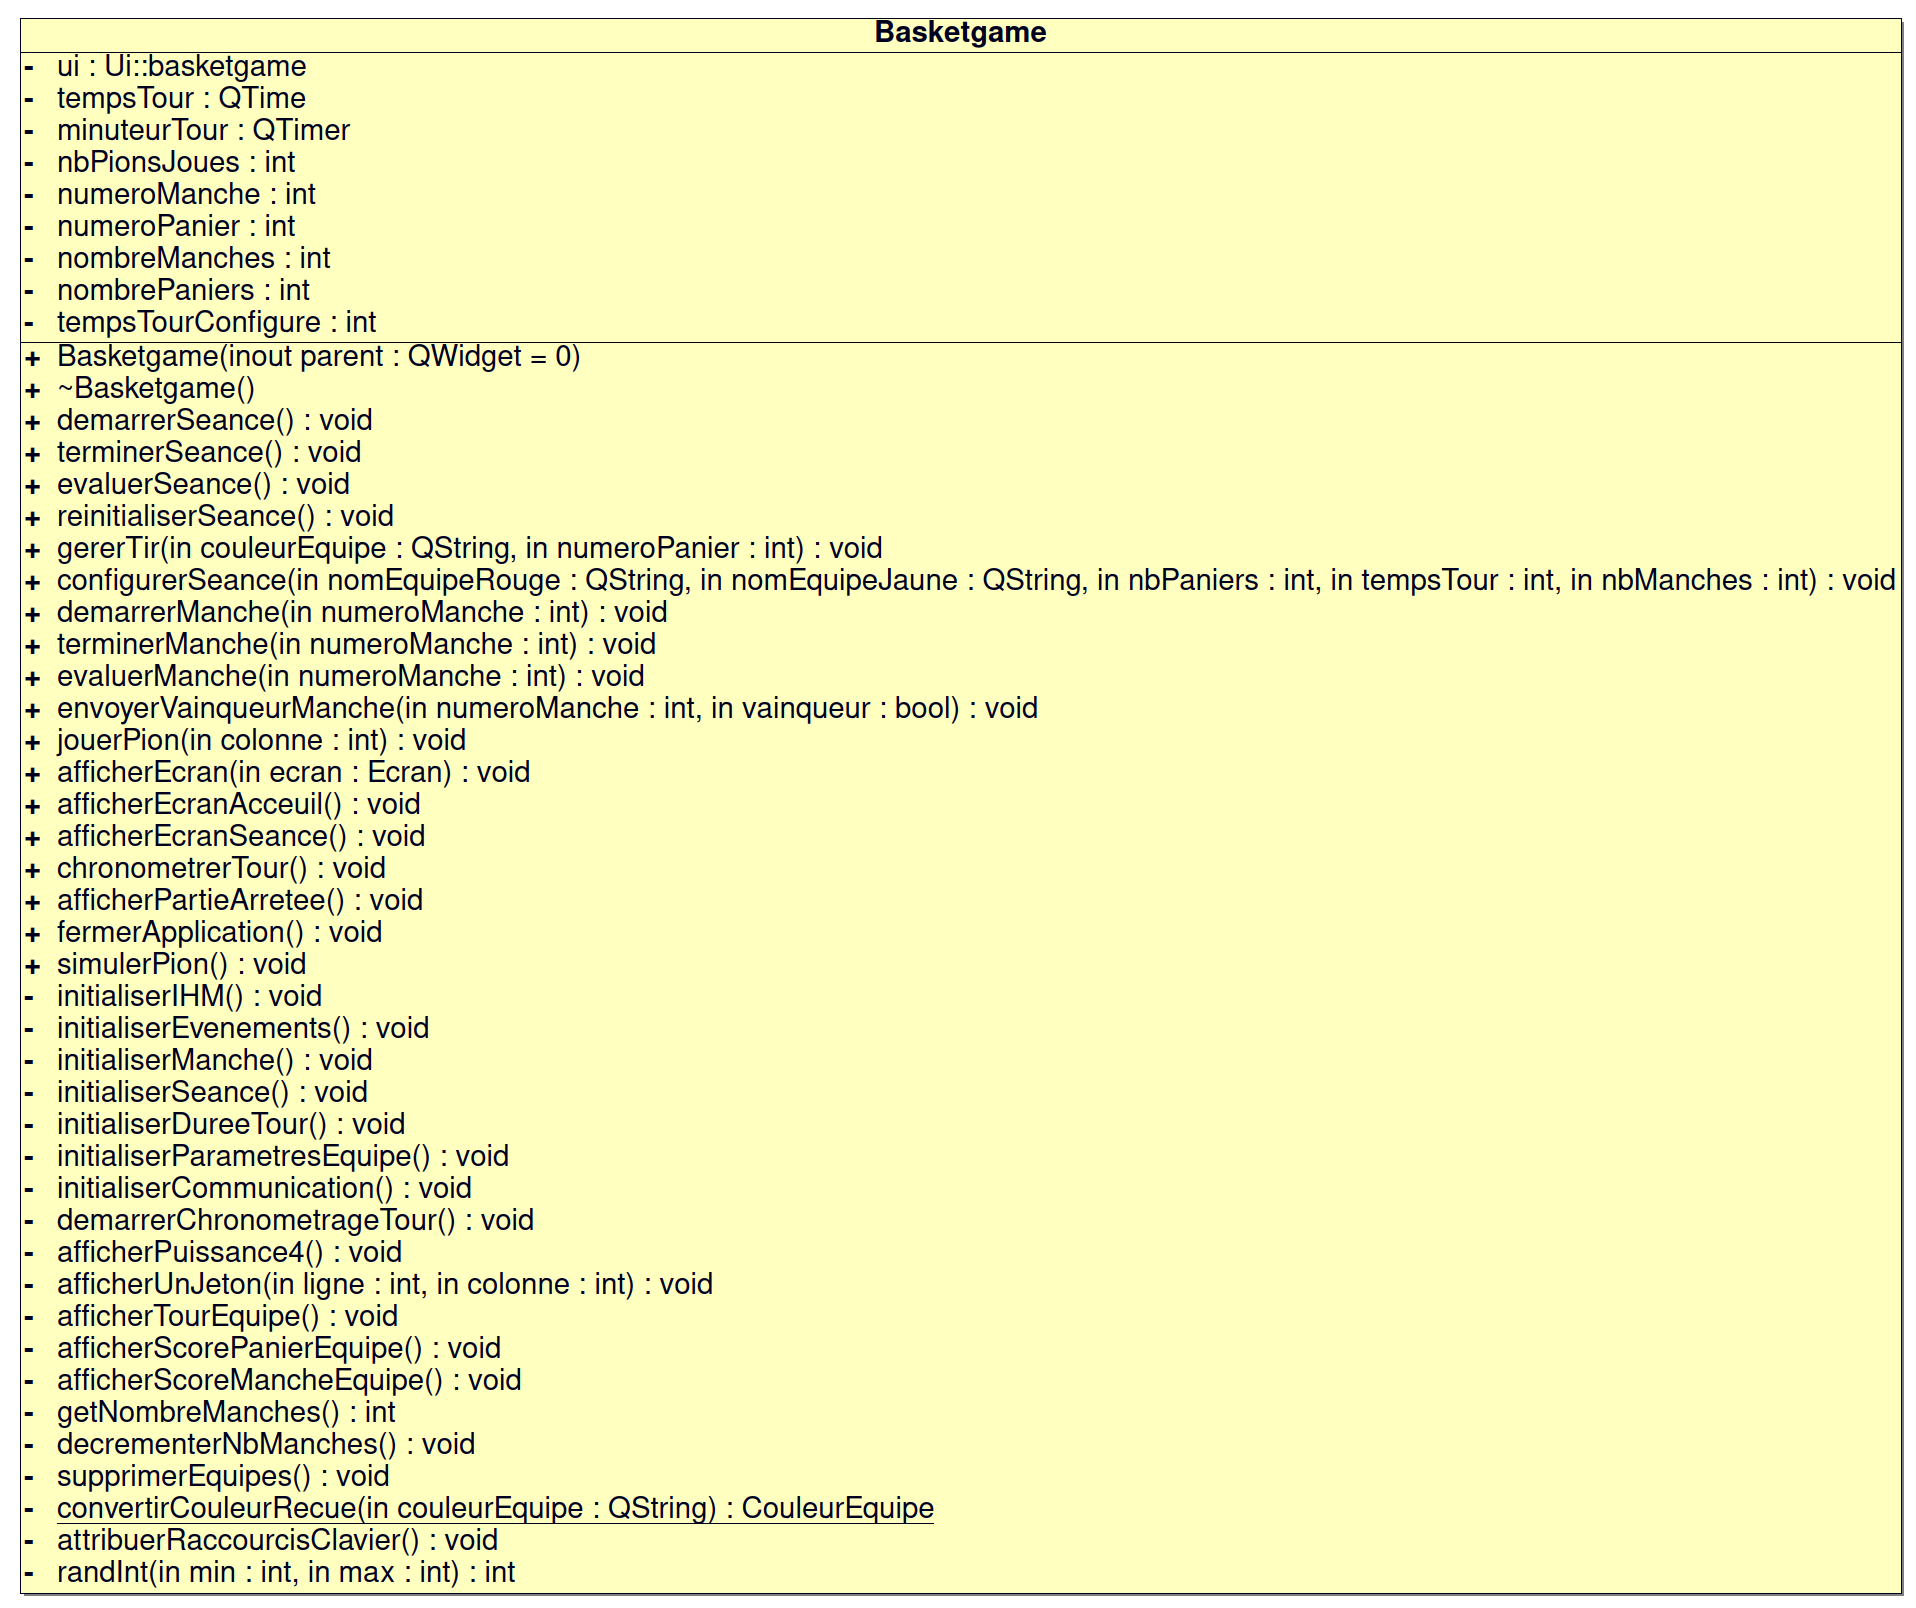 Basketgame
- ui : Ui::basketgame
- tempsTour : QTime
- minuteurTour : QTimer
- nbPionsJoues : int
- numeroManche : int
- numeroPanier : int
- nombreManches : int
- nombrePaniers : int
- tempsTourConfigure : int
+ Basketgame(inout parent : QWidget = 0)
+ ~Basketgame()
+ demarrerSeance() : void
+ terminerSeance() : void
+ evaluerSeance() : void
+ reinitialiserSeance() : void
+ gererTir(in couleurEquipe : QString, in numeroPanier : int) : void
+ configurerSeance(in nomEquipeRouge : QString, in nomEquipeJaune : QString, in nbPaniers : int, in tempsTour : int, in nbManches : int) : void
+ demarrerManche(in numeroManche : int) : void
+ terminerManche(in numeroManche : int) : void
+ evaluerManche(in numeroManche : int) : void
+ envoyerVainqueurManche(in numeroManche : int, in vainqueur : bool) : void
+ jouerPion(in colonne : int) : void
+ afficherEcran(in ecran : Ecran) : void
+ afficherEcranAcceuil() : void
+ afficherEcranSeance() : void
+ chronometrerTour() : void
+ afficherPartieArretee() : void
+ fermerApplication() : void
+ simulerPion() : void
- initialiserIHM() : void
- initialiserEvenements() : void
- initialiserManche() : void
- initialiserSeance() : void
- initialiserDureeTour() : void
- initialiserParametresEquipe() : void
- initialiserCommunication() : void
- demarrerChronometrageTour() : void
- afficherPuissance4() : void
- afficherUnJeton(in ligne : int, in colonne : int) : void
- afficherTourEquipe() : void
- afficherScorePanierEquipe() : void
- afficherScoreMancheEquipe() : void
- getNombreManches() : int
- decrementerNbManches() : void
- supprimerEquipes() : void
- convertirCouleurRecue(in couleurEquipe : QString) : CouleurEquipe
- attribuerRaccourcisClavier() : void
- randInt(in min : int, in max : int) : int